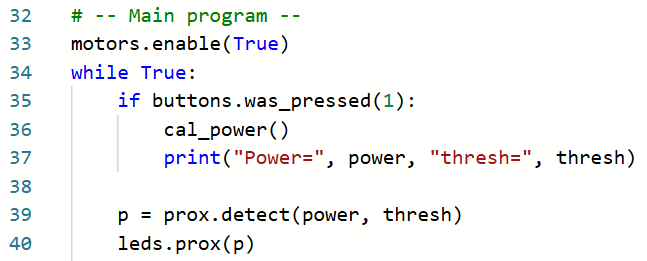 32 # -- Main program --
33 motors.enable(True)
34 while True:
35     if buttons.was_pressed(1):
36         cal_power()
37         print("Power=", power, "thresh=", thresh)
38
39     p = prox.detect(power, thresh)
40     leds.prox(p)